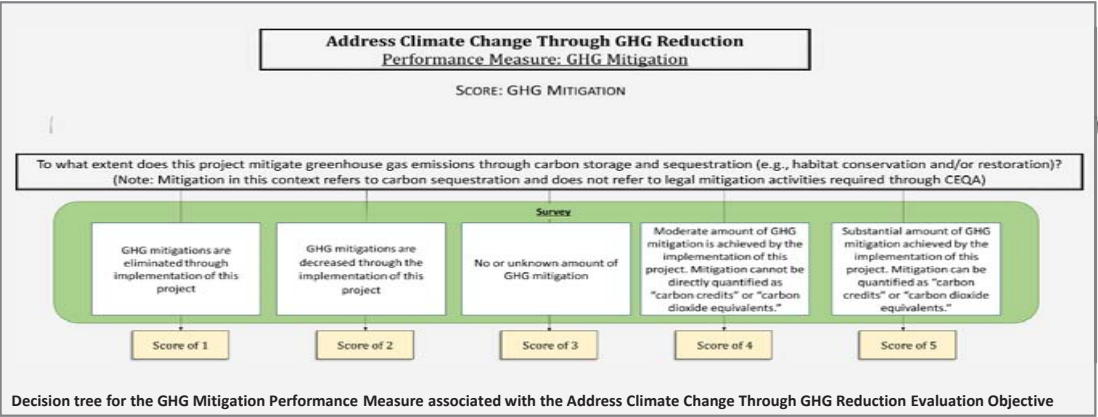 Address Climate Change Through GHG Reduction
Performance Measure: GHG Mitigation
SCORE: GHG MITIGATION
To what extent does this project mitigate greenhouse gas emissions through carbon storage and sequestration (e.g., habitat conservation and/or restoration)?
(Note: Mitigation in this context refers to carbon sequestration and does not refer to legal mitigation activities required through CEQA)
Survey
GHG mitigations are
eliminated through
implementation of this
project
GHG mitigations are
decreased through the
implementation of this
project
No or unknown amount of
GHG mitigation
Moderate amount of GHG
mitigation is achieved by the
implementation of this
project. Mitigation cannot be
directly quantified as
"carbon credits" or "carbon
dioxide equivalents."
Substantial amount of GHG
mitigation achieved by the
implementation of this
project. Mitigation can be
quantified as "carbon
credits" or "carbon dioxide
equivalents."
Score of 1
Score of 2
Score of 3
Score of 4
Score of 5
Decision tree for the GHG Mitigation Performance Measure associated with the Address Climate Change Through GHG Reduction Evaluation Objective